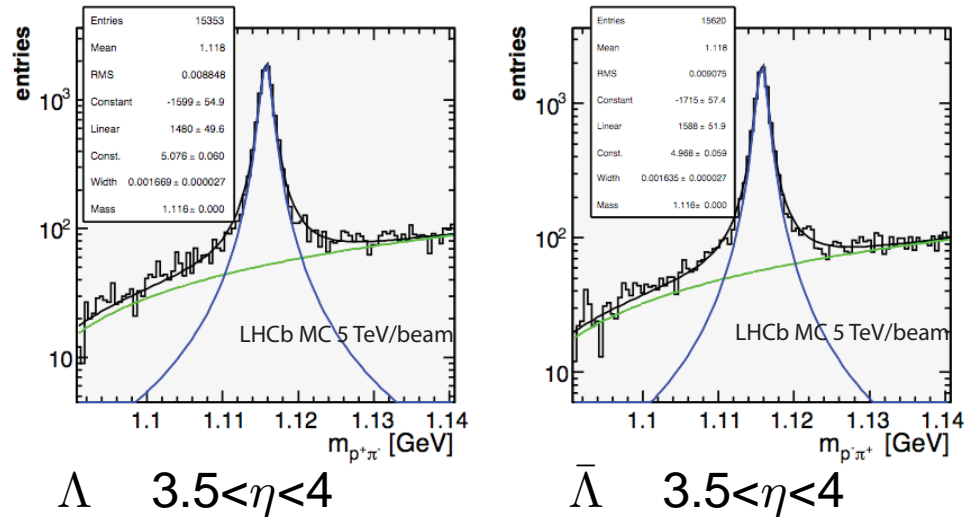 Entries 15353
Mean 1.118
RMS 0.008848
Constant -1599 ± 54.9
Linear 1480 ± 49.6
Const. 5.076 ± 0.060
Width 0.001669 ± 0.000027
Mass 1.116 ± 0.000
entries
10³
10²
10
LHCb MC 5 TeV/beam
1.1 1.11 1.12 1.13 1.14
m_{p⁺π⁻} [GeV]
Λ 3.5<η<4
Entries 15620
Mean 1.118
RMS 0.009075
Constant -1715 ± 57.4
Linear 1588 ± 51.9
Const. 4.968 ± 0.059
Width 0.001635 ± 0.000027
Mass 1.116 ± 0.000
entries
10³
10²
10
LHCb MC 5 TeV/beam
1.1 1.11 1.12 1.13 1.14
m_{p⁻π⁺} [GeV]
Λ̄ 3.5<η<4